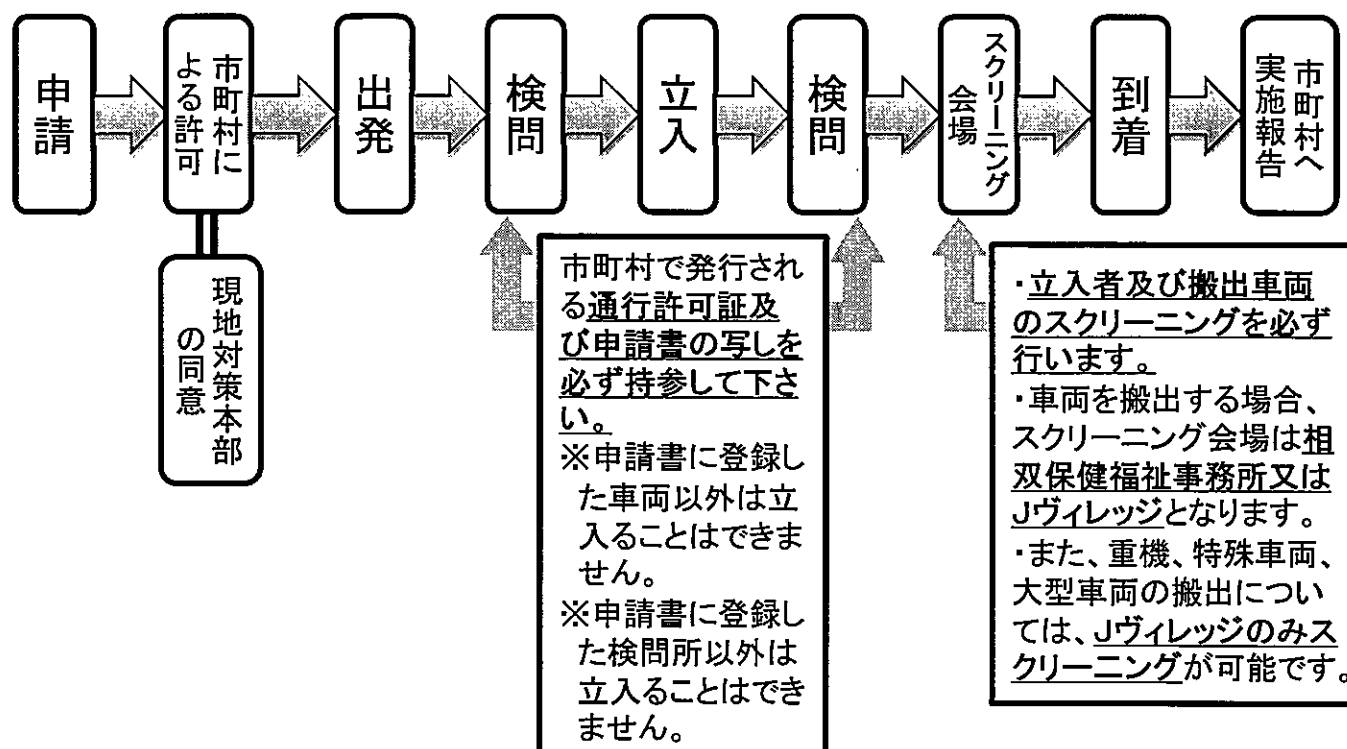 申請
市町村に
よる許可
出発
検問
立入
検問
スクリーニング
会場
到着
市町村へ
実施報告
現地対策本部
の同意
市町村で発行され
る通行許可証及
び申請書の写しを
必ず持参して下さ
い。
※申請書に登録し
た車両以外は立
入ることはできま
せん。
※申請書に登録し
た検問所以外は
立入ることはでき
ません。
・立入者及び搬出車両
のスクリーニングを必ず
行います。
・車両を搬出する場合、
スクリーニング会場は祖
双保健福祉事務所又は
Jヴィレッジとなります。
・また、重機、特殊車両、
大型車両の搬出につい
ては、Jヴィレッジのみス
クリーニングが可能です。